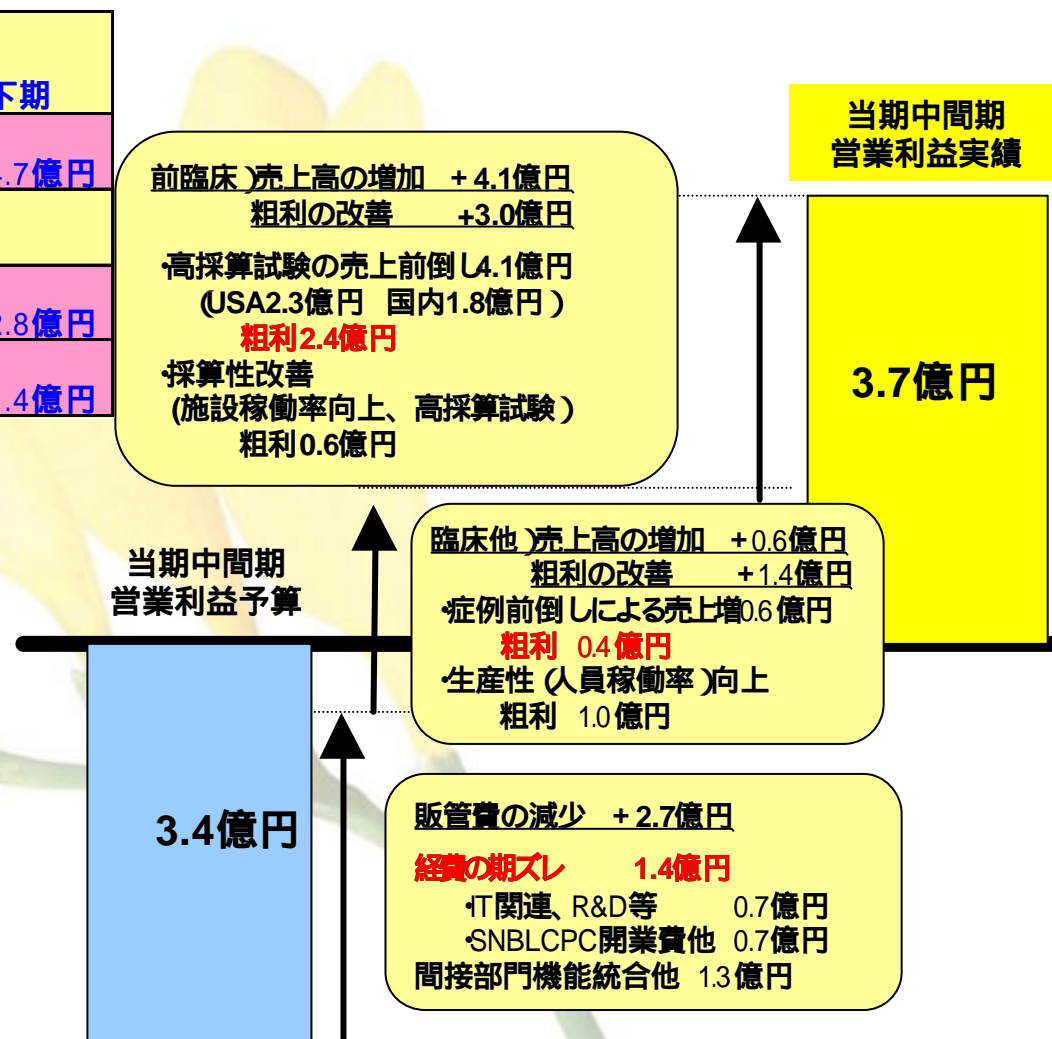 下期
.7億円
2.8億円
.4億円
当期中間期
営業利益実績
前臨床)売上高の増加 +4.1億円
粗利の改善 +3.0億円
・高採算試験の売上前倒し4.1億円
(USA2.3億円 国内1.8億円)
粗利2.4億円
・採算性改善
(施設稼働率向上、高採算試験)
粗利0.6億円
3.7億円
当期中間期
営業利益予算
臨床他)売上高の増加 +0.6億円
粗利の改善 +1.4億円
・症例前倒しによる売上増0.6億円
粗利 0.4億円
・生産性(人員稼働率)向上
粗利 1.0億円
3.4億円
販管費の減少 +2.7億円
経費の期ズレ 1.4億円
・IT関連、R&D等 0.7億円
・SNBLCPC開業費他 0.7億円
間接部門機能統合他 1.3億円